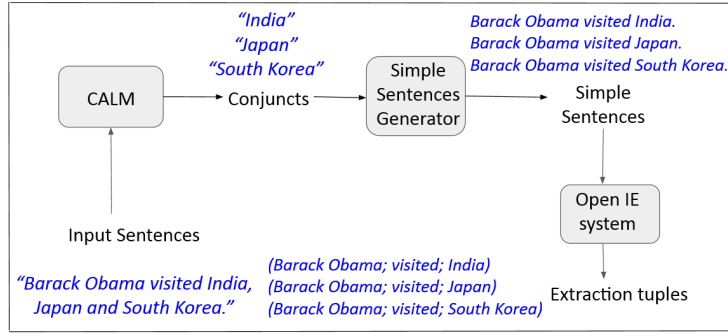 “India”
“Japan”
“South Korea”
Barack Obama visited India.
Barack Obama visited Japan.
Barack Obama visited South Korea.
CALM
Conjuncts
Simple
Sentences
Generator
Simple
Sentences
Open IE
system
Input Sentences
“Barack Obama visited India,
Japan and South Korea.”
(Barack Obama; visited; India)
(Barack Obama; visited; Japan)
(Barack Obama; visited; South Korea)
Extraction tuples